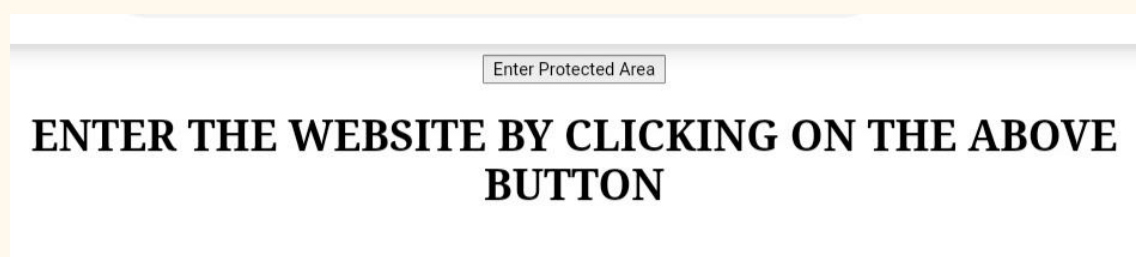 Enter Protected Area
ENTER THE WEBSITE BY CLICKING ON THE ABOVE
BUTTON